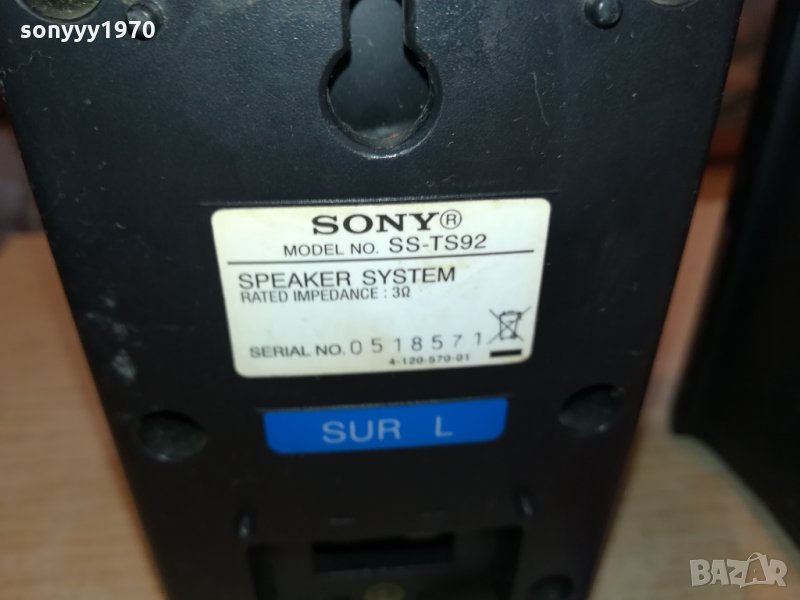 sonyyy1970
SONY®
MODEL NO. SS-TS92
SPEAKER SYSTEM
RATED IMPEDANCE : 3Ω
SERIAL NO. 0518571
4-120-570-01
SUR L
BAZAR